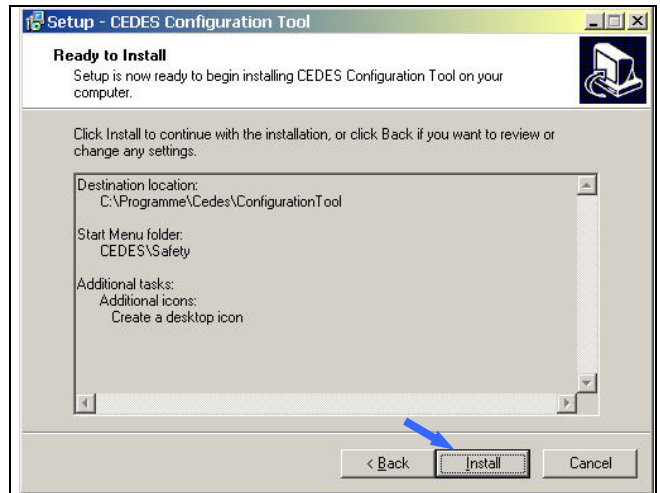 Setup - CEDES Configuration Tool
Ready to Install
Setup is now ready to begin installing CEDES Configuration Tool on your
computer.
Click Install to continue with the installation, or click Back if you want to review or
change any settings.
Destination location:
C:\Programme\Cedes\ConfigurationTool
Start Menu folder:
CEDES\Safety
Additional tasks:
Additional icons:
Create a desktop icon
< Back
Install
Cancel